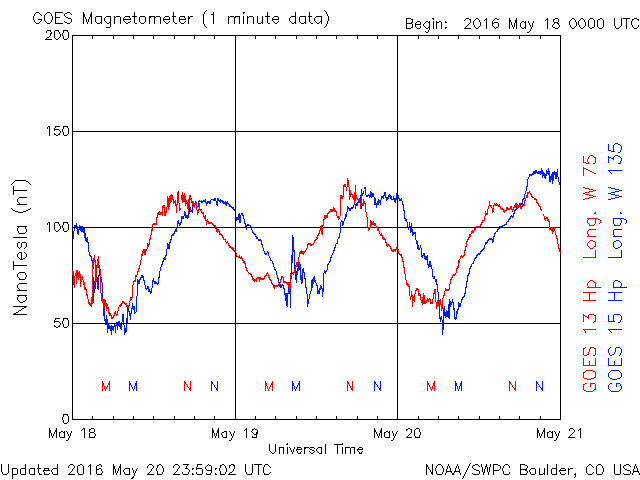 GOES Magnetometer (1 minute data)
Begin: 2016 May 18 0000 UTC
200
150
100
50
0
NanoTesla (nT)
M M N N M M N N M M N N
May 18 May 19 May 20 May 21
Universal Time
GOES 13 Hp Long. W 75
GOES 15 Hp Long. W 135
Updated 2016 May 20 23:59:02 UTC
NOAA/SWPC Boulder, CO USA